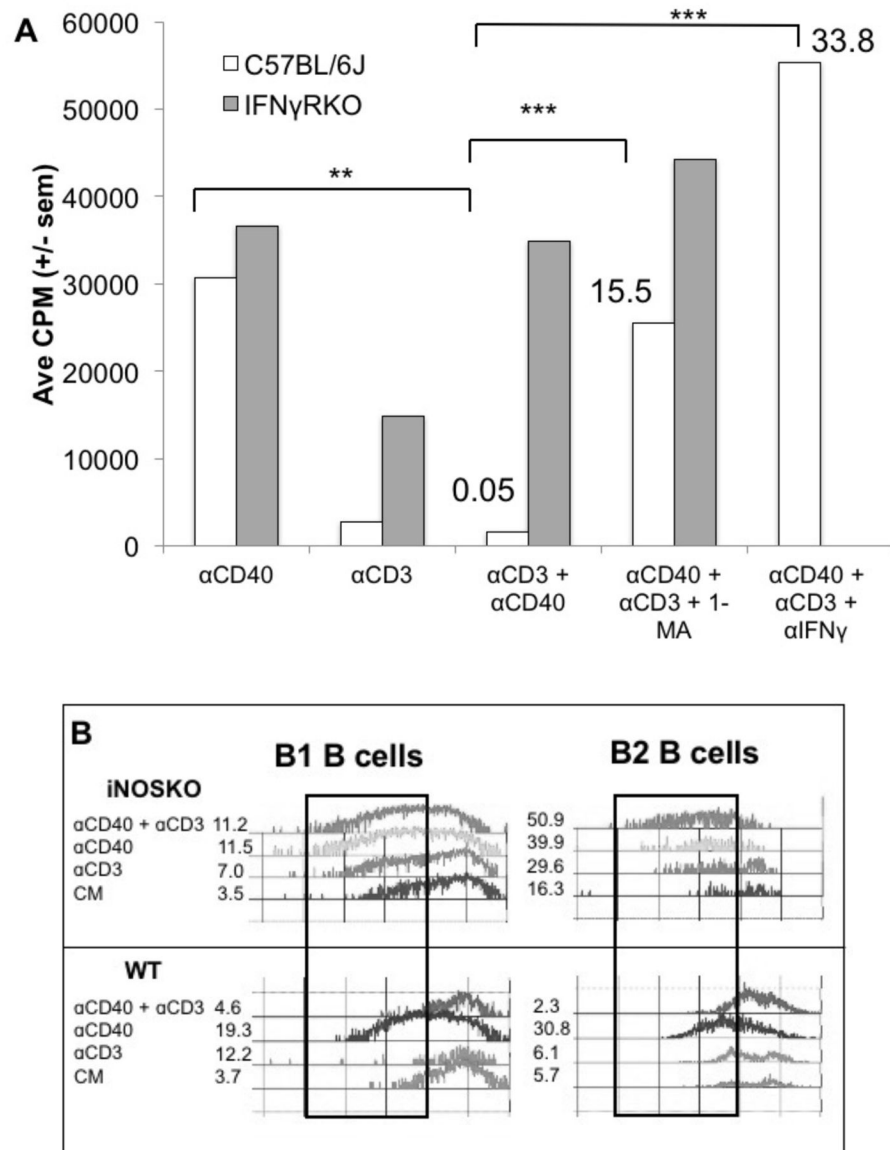 A
60000
50000
40000
30000
20000
10000
0
Ave CPM (+/- sem)
C57BL/6J
IFNγRKO
**
***
***
0.05
15.5
33.8
αCD40
αCD3
αCD3 +
αCD40
αCD40 +
αCD3 + 1-
MA
αCD40 +
αCD3 +
αIFNγ
B
B1 B cells
B2 B cells
iNOSKO
αCD40 + αCD3 11.2
50.9
αCD40 11.5
39.9
αCD3 7.0
29.6
CM 3.5
16.3
WT
αCD40 + αCD3 4.6
2.3
αCD40 19.3
30.8
αCD3 12.2
6.1
CM 3.7
5.7